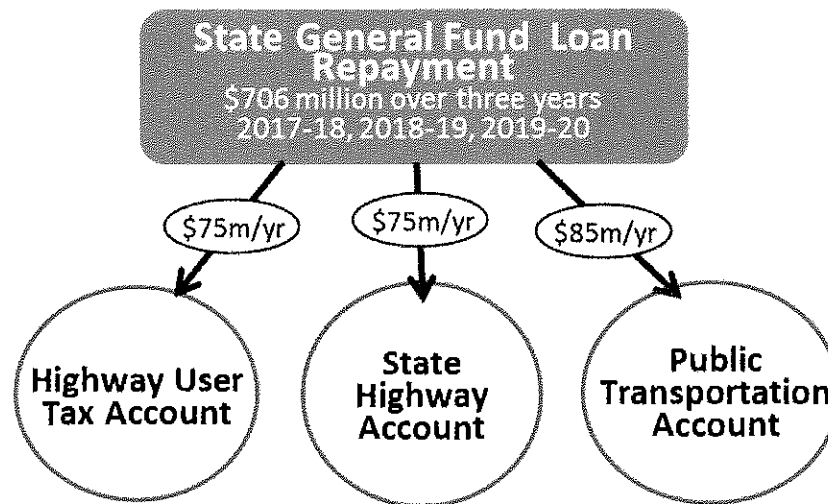 State General Fund Loan
Repayment
$706 million over three years
2017-18, 2018-19, 2019-20
$75m/yr
$75m/yr
$85m/yr
Highway User
Tax Account
State
Highway
Account
Public
Transportation
Account